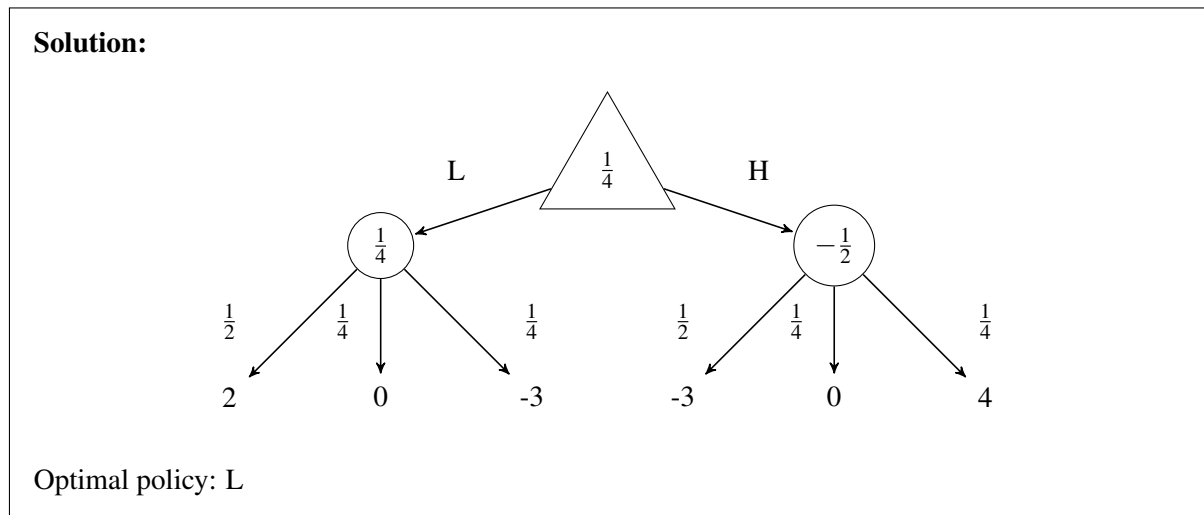 Solution:
1/4
L H
1/4 −1/2
1/2 1/4 1/4 1/2 1/4 1/4
2 0 -3 -3 0 4
Optimal policy: L